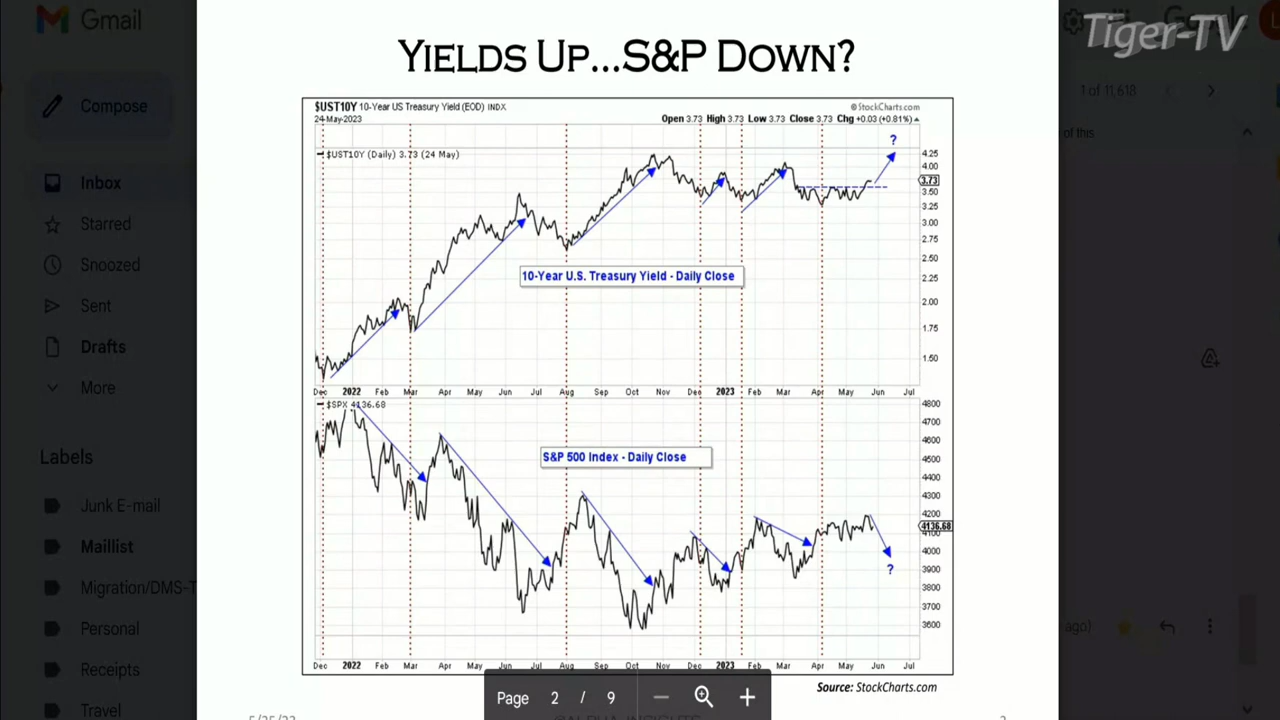 Gmail
Compose
Inbox
Starred
Snoozed
Sent
Drafts
More
Labels
Junk E-mail
Maillist
Migration/DMS-T
Personal
Receipts
Travel
YIELDS UP...S&P DOWN?
$UST10Y 10-Year US Treasury Yield (EOD) INDX
© StockCharts.com
24-May-2023
Open 3.73 High 3.73 Low 3.73 Close 3.73 Chg +0.03 (+0.81%)
$UST10Y (Daily) 3.73 (24 May)
?
4.25
4.00
3.73
3.50
3.25
3.00
2.75
2.50
2.25
2.00
1.75
1.50
10-Year U.S. Treasury Yield - Daily Close
Dec 2022 Feb Mar Apr May Jun Jul Aug Sep Oct Nov Dec 2023 Feb Mar Apr May Jun Jul
$SPX 4136.68
S&P 500 Index - Daily Close
4800
4700
4600
4500
4400
4300
4200
4136.68
4100
4000
3900
3800
3700
3600
?
Dec 2022 Feb Mar Apr May Jun Jul Aug Sep Oct Nov Dec 2023 Feb Mar Apr May Jun Jul
Source: StockCharts.com
Page 2 / 9
Tiger-TV
1 of 11,618
of this
ago)